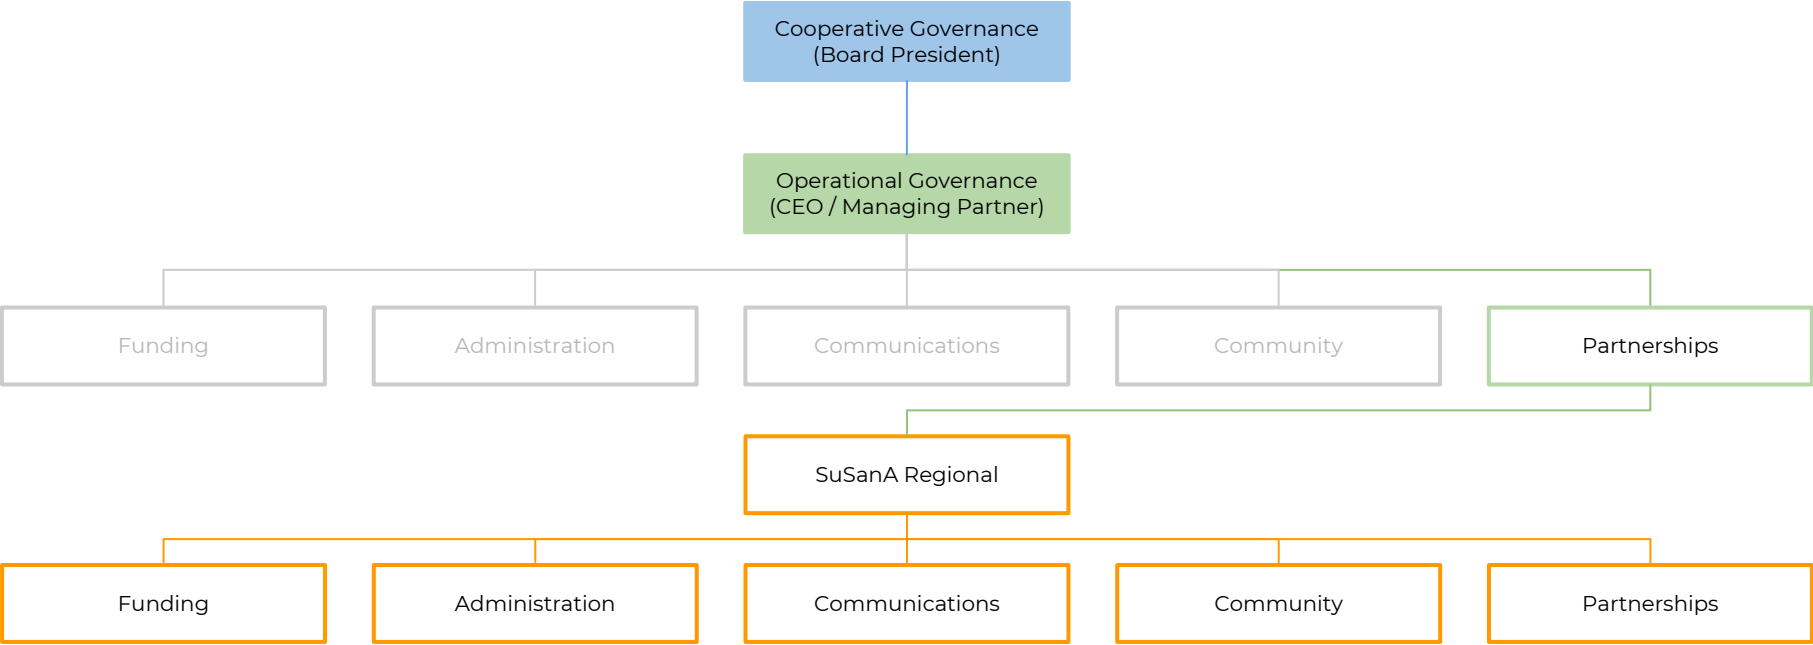 Cooperative Governance
(Board President)
Operational Governance
(CEO / Managing Partner)
Funding
Administration
Communications
Community
Partnerships
SuSanA Regional
Funding
Administration
Communications
Community
Partnerships